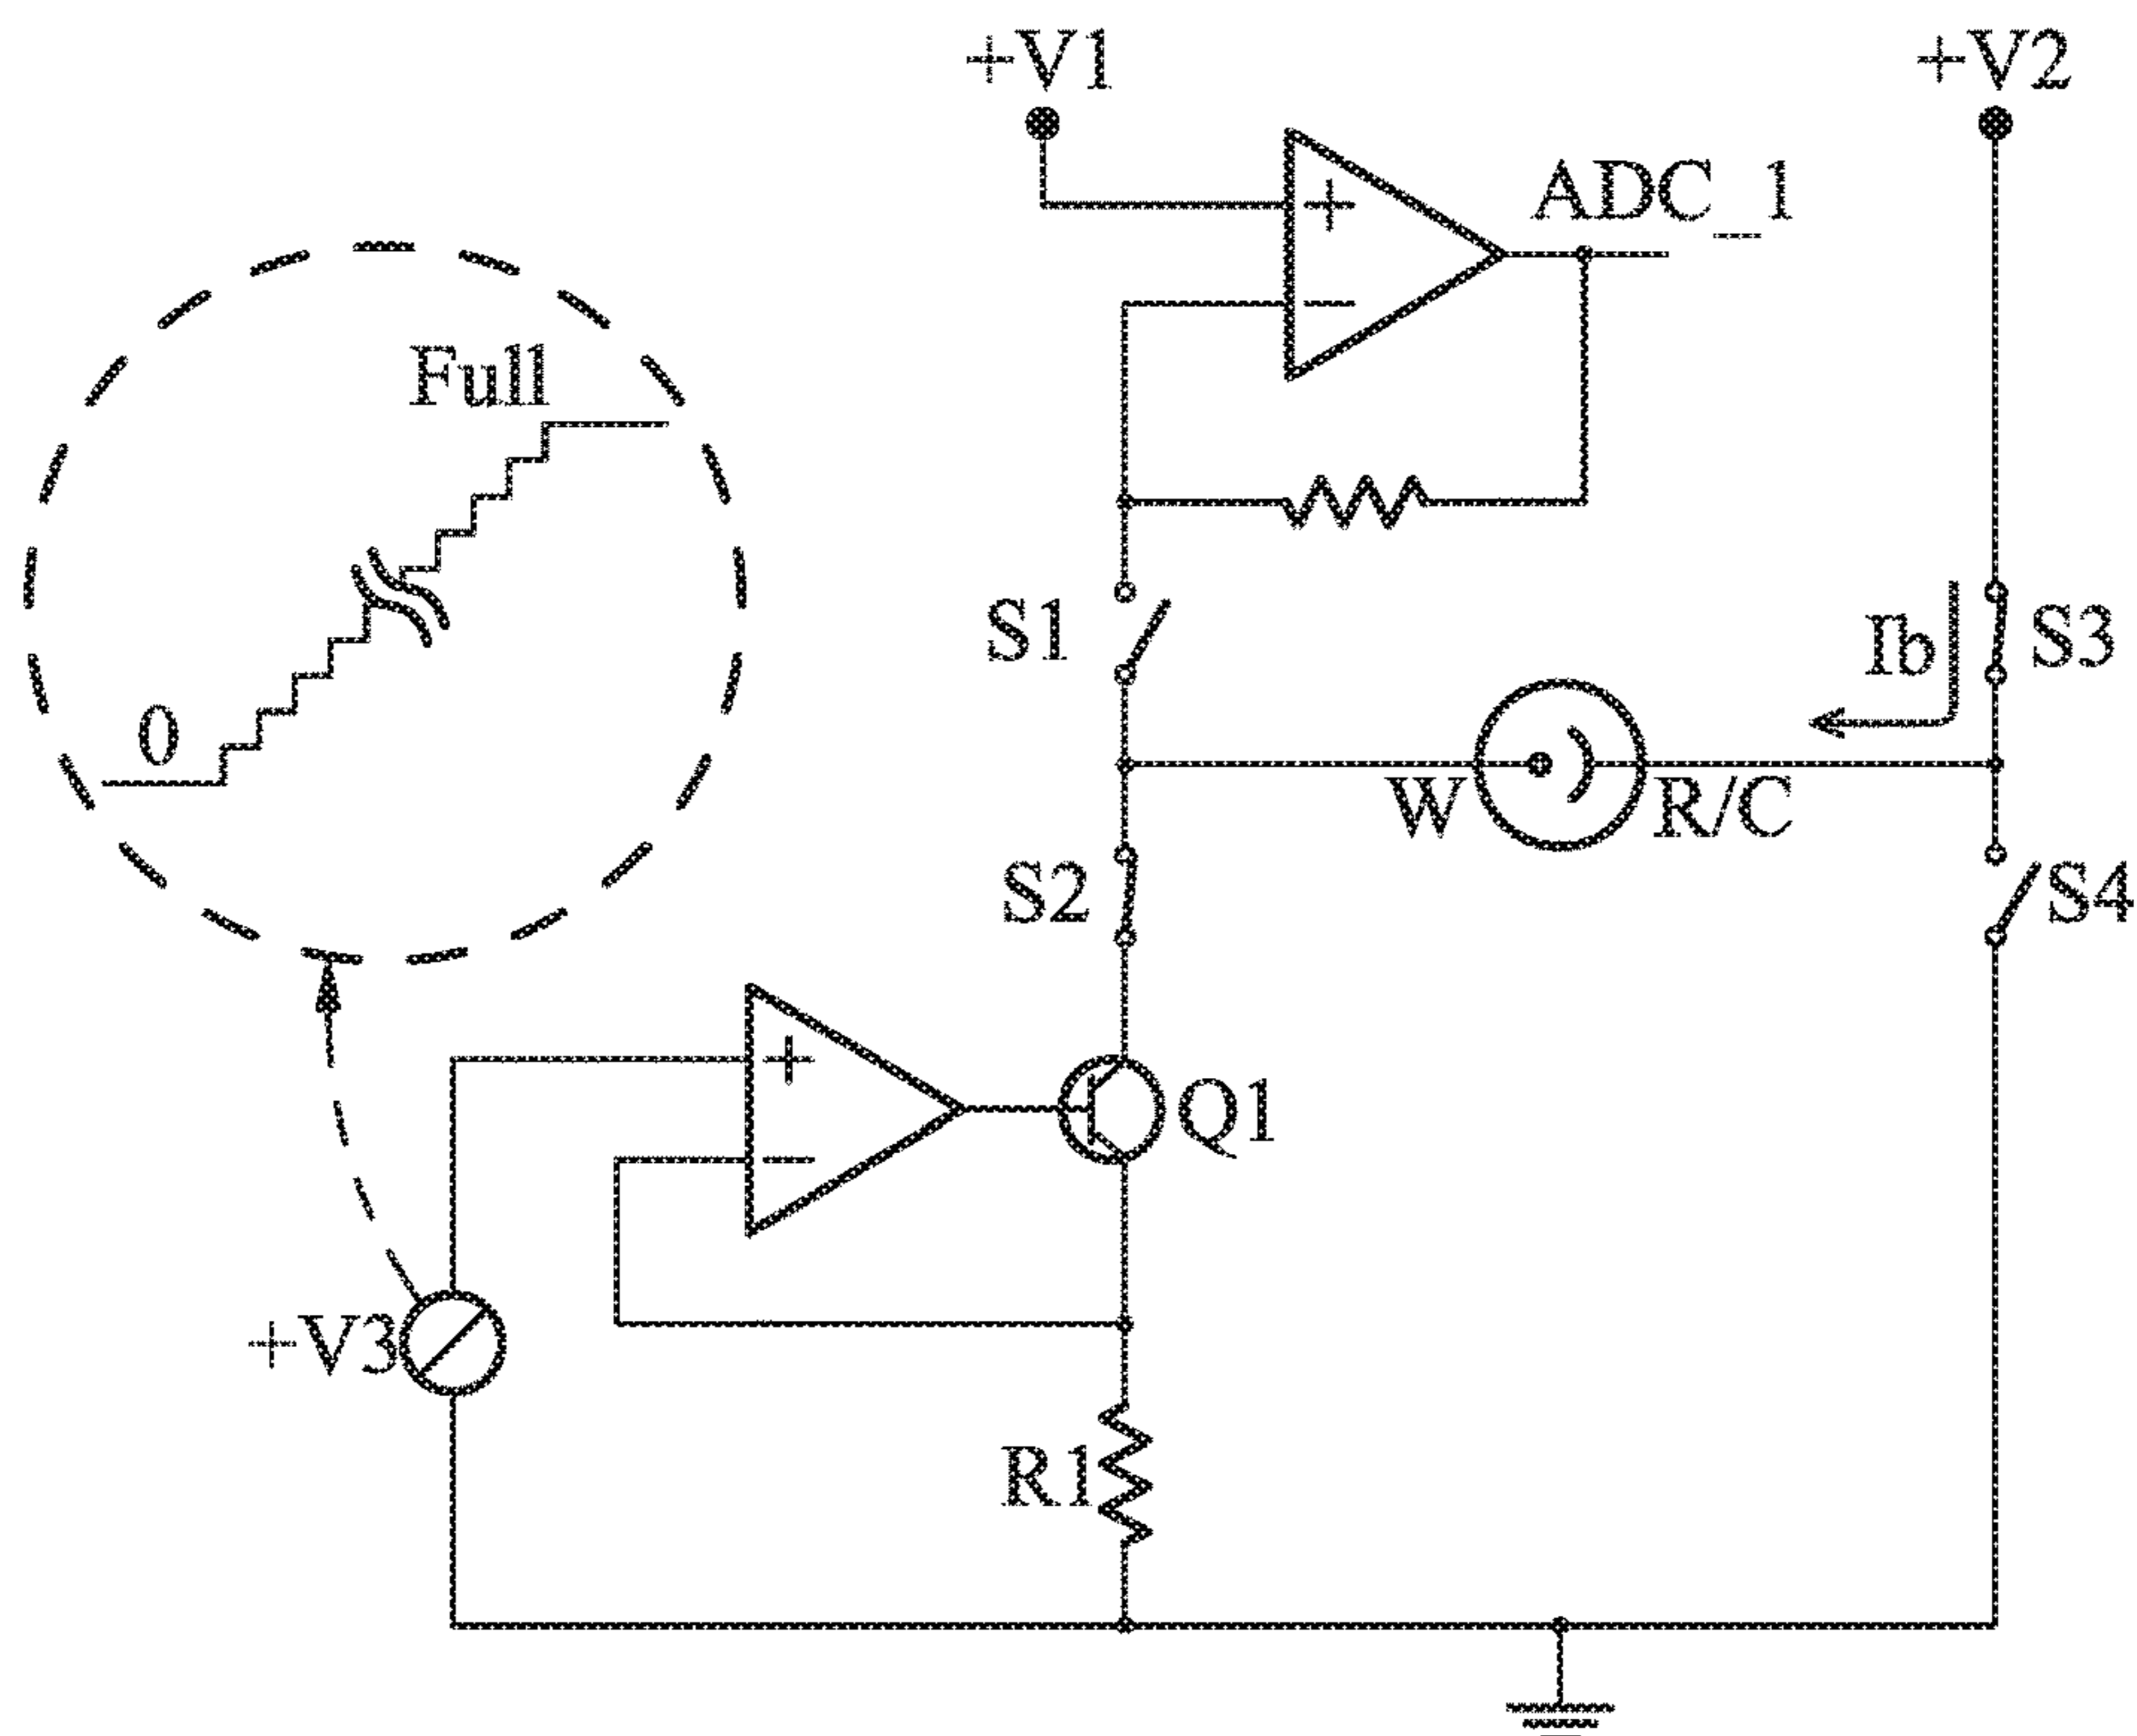 +V1
+V2
ADC_1
+
−
Full
0
S1
Ib
S3
W
R/C
S2
S4
+
−
Q1
+V3
R1